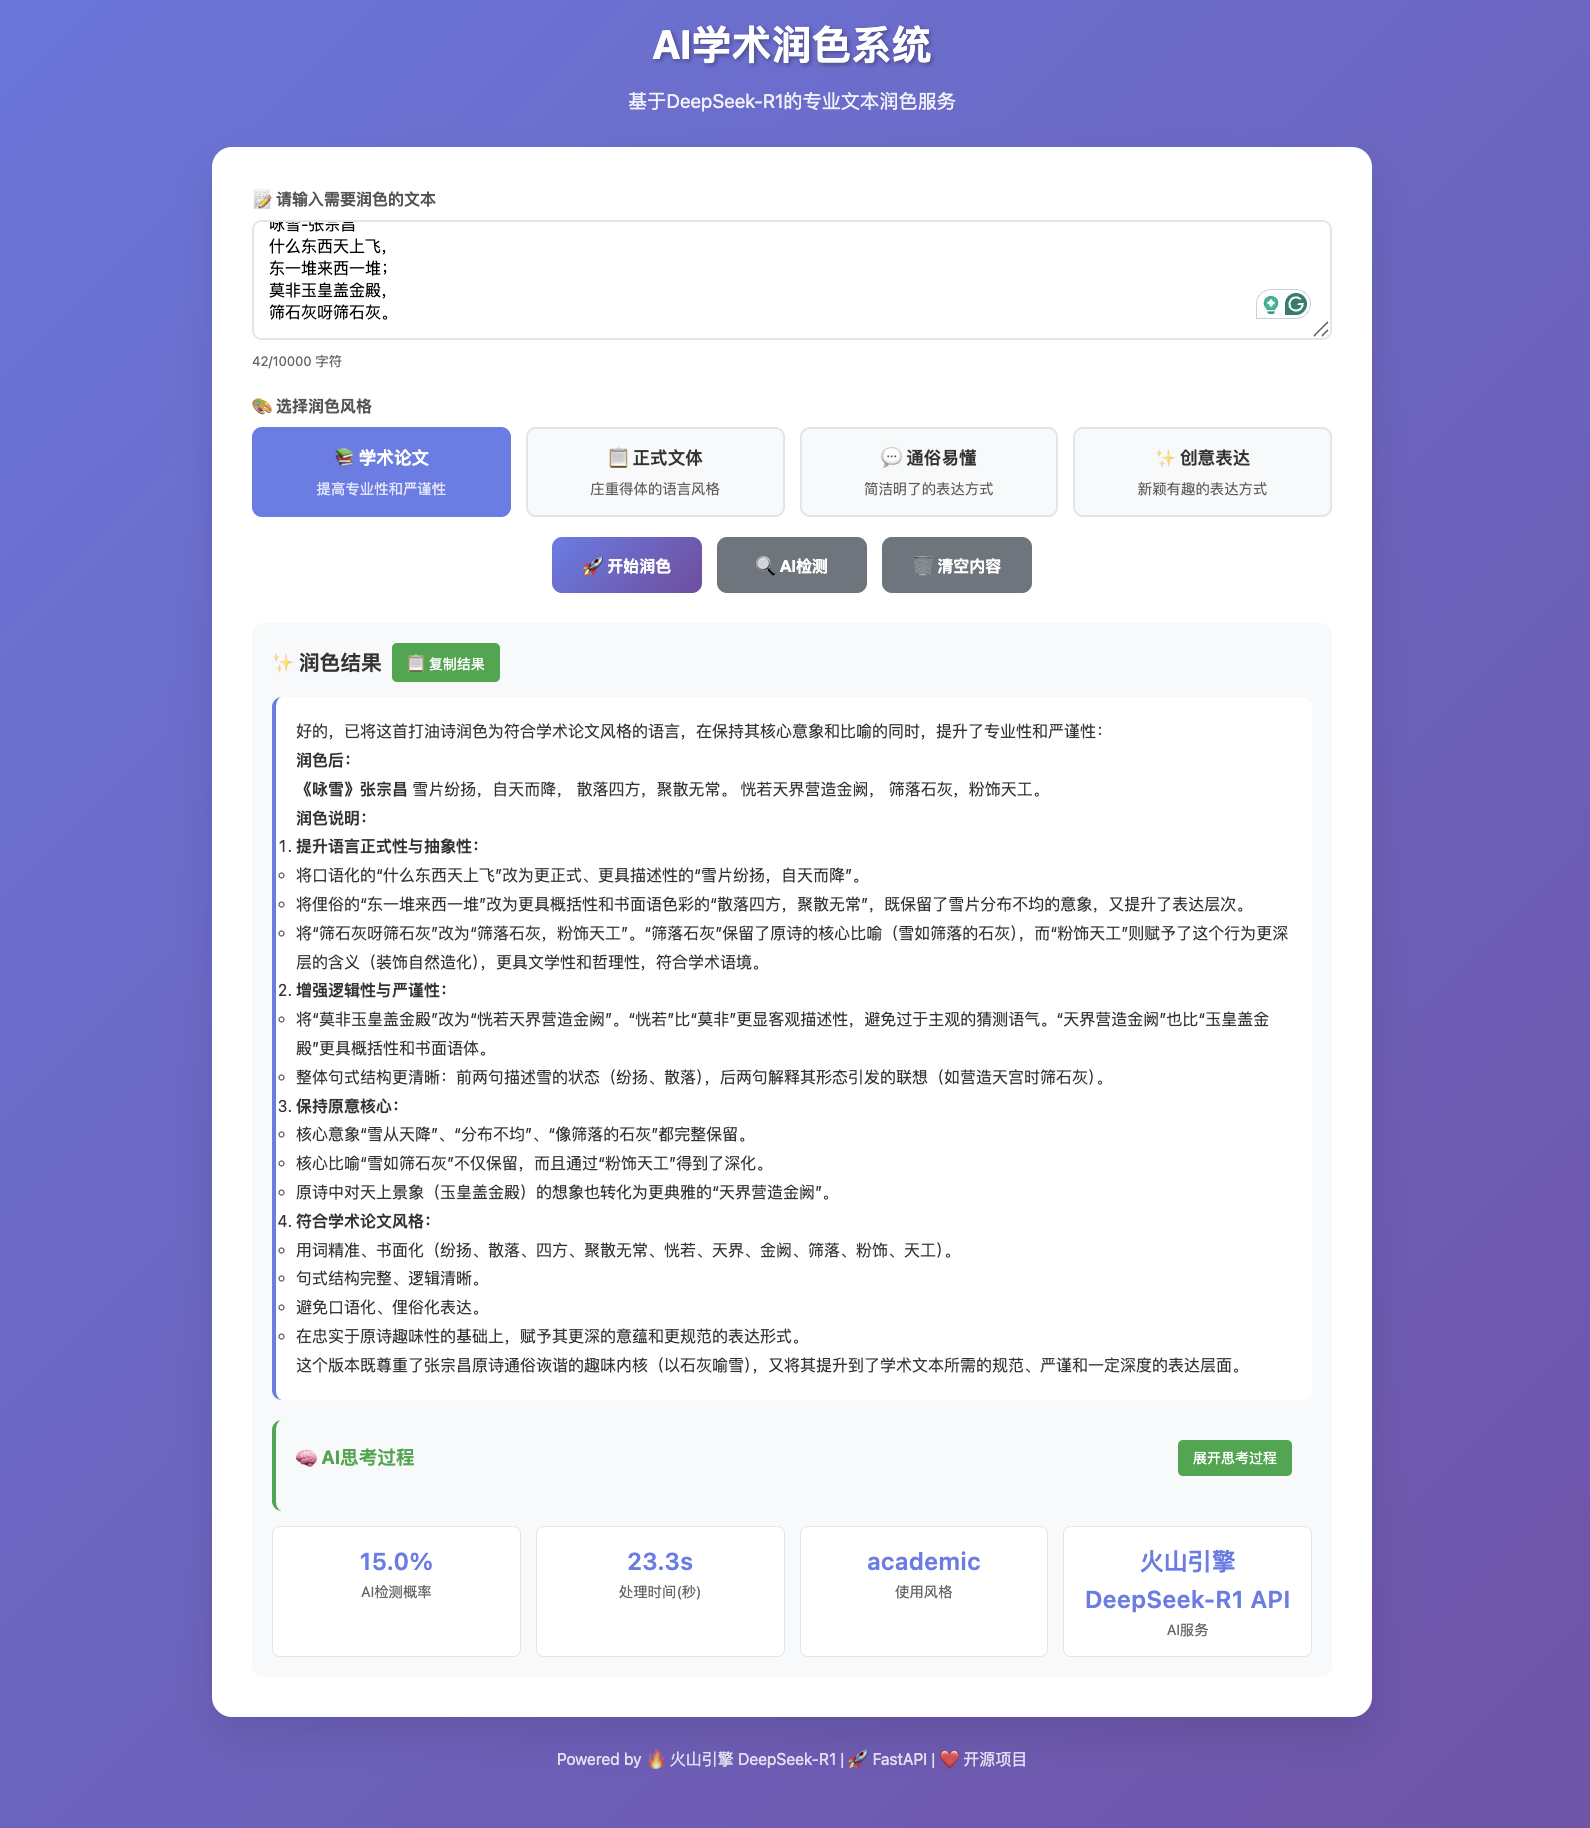 AI学术润色系统
基于DeepSeek-R1的专业文本润色服务
📝 请输入需要润色的文本
咏雪-张宗昌
什么东西天上飞，
东一堆来西一堆；
莫非玉皇盖金殿，
筛石灰呀筛石灰。
42/10000 字符
🎨 选择润色风格
📚 学术论文
提高专业性和严谨性
📋 正式文体
庄重得体的语言风格
💬 通俗易懂
简洁明了的表达方式
✨ 创意表达
新颖有趣的表达方式
🚀 开始润色
🔍 AI检测
🗑️ 清空内容
✨ 润色结果
📋 复制结果
好的，已将这首打油诗润色为符合学术论文风格的语言，在保持其核心意象和比喻的同时，提升了专业性和严谨性：
润色后：
《咏雪》张宗昌 雪片纷扬，自天而降， 散落四方，聚散无常。 恍若天界营造金阙， 筛落石灰，粉饰天工。
润色说明：
1. 提升语言正式性与抽象性：
◦ 将口语化的“什么东西天上飞”改为更正式、更具描述性的“雪片纷扬，自天而降”。
◦ 将俚俗的“东一堆来西一堆”改为更具概括性和书面语色彩的“散落四方，聚散无常”，既保留了雪片分布不均的意象，又提升了表达层次。
◦ 将“筛石灰呀筛石灰”改为“筛落石灰，粉饰天工”。“筛落石灰”保留了原诗的核心比喻（雪如筛落的石灰），而“粉饰天工”则赋予了这个行为更深
层的含义（装饰自然造化），更具文学性和哲理性，符合学术语境。
2. 增强逻辑性与严谨性：
◦ 将“莫非玉皇盖金殿”改为“恍若天界营造金阙”。“恍若”比“莫非”更显客观描述性，避免过于主观的猜测语气。“天界营造金阙”也比“玉皇盖金
殿”更具概括性和书面语体。
◦ 整体句式结构更清晰：前两句描述雪的状态（纷扬、散落），后两句解释其形态引发的联想（如营造天宫时筛石灰）。
3. 保持原意核心：
◦ 核心意象“雪从天降”、“分布不均”、“像筛落的石灰”都完整保留。
◦ 核心比喻“雪如筛石灰”不仅保留，而且通过“粉饰天工”得到了深化。
◦ 原诗中对天上景象（玉皇盖金殿）的想象也转化为更典雅的“天界营造金阙”。
4. 符合学术论文风格：
◦ 用词精准、书面化（纷扬、散落、四方、聚散无常、恍若、天界、金阙、筛落、粉饰、天工）。
◦ 句式结构完整、逻辑清晰。
◦ 避免口语化、俚俗化表达。
◦ 在忠实于原诗趣味性的基础上，赋予其更深的意蕴和更规范的表达形式。
这个版本既尊重了张宗昌原诗通俗诙谐的趣味内核（以石灰喻雪），又将其提升到了学术文本所需的规范、严谨和一定深度的表达层面。
🧠 AI思考过程
展开思考过程
15.0%
AI检测概率
23.3s
处理时间(秒)
academic
使用风格
火山引擎
DeepSeek-R1 API
AI服务
Powered by 🔥 火山引擎 DeepSeek-R1 | 🚀 FastAPI | ❤️ 开源项目